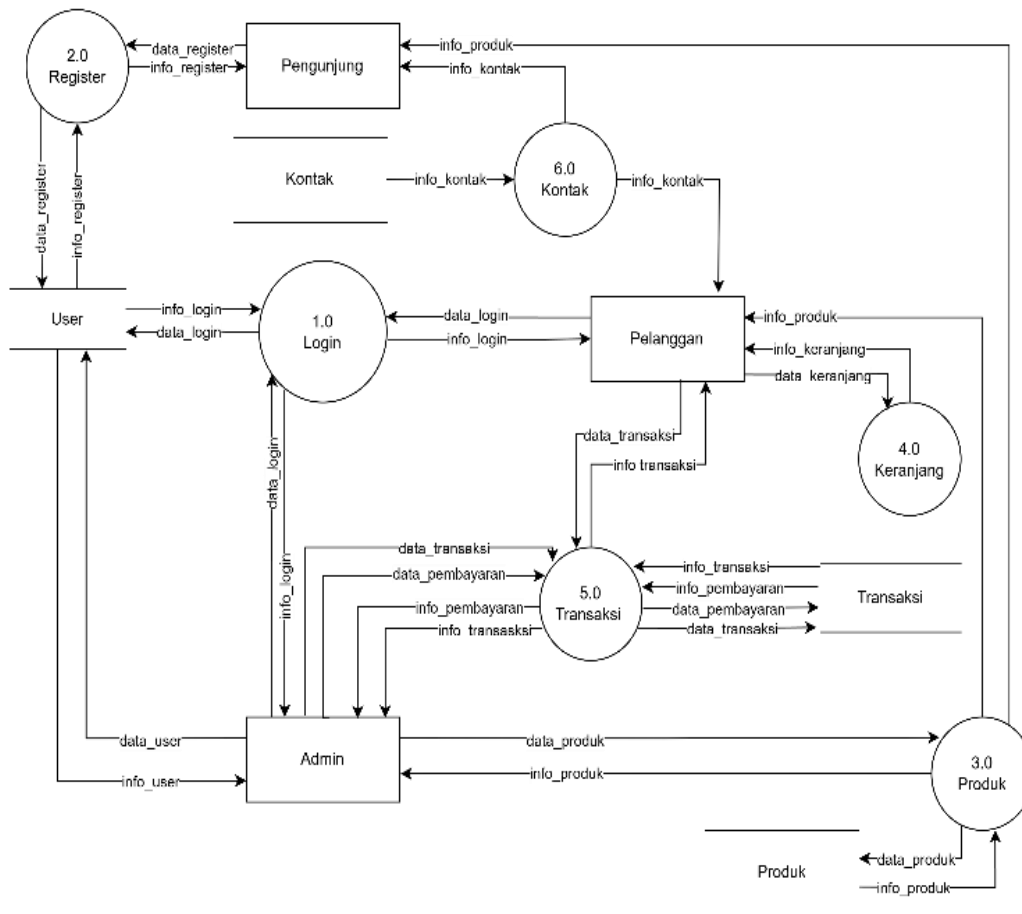 2.0
Register
data_register
info_register
Pengunjung
info_produk
info_kontak
Kontak
info_kontak
6.0
Kontak
info_kontak
data_register
info_register
User
info_login
data_login
1.0
Login
data_login
info_login
Pelanggan
info_produk
info_keranjang
data_keranjang
4.0
Keranjang
data_transaksi
info transaksi
data_login
info_login
data_transaksi
data_pembayaran
info_pembayaran
info_transasksi
5.0
Transaksi
info_transaksi
info_pembayaran
data_pembayaran
data_transaksi
Transaksi
data_user
info_user
Admin
data_produk
info_produk
3.0
Produk
Produk
data_produk
info_produk